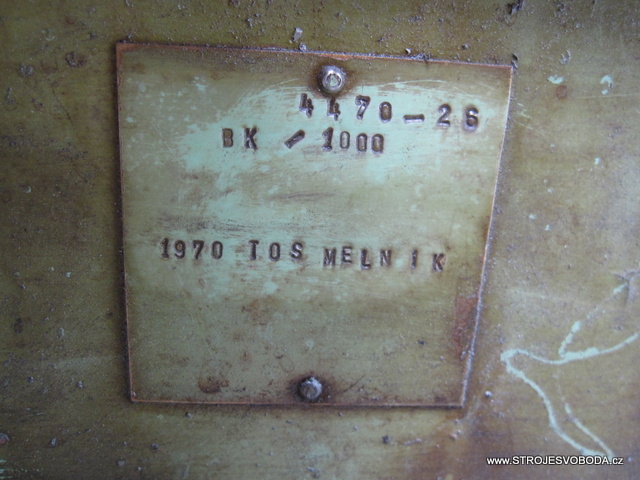 4470-26
BK / 1000
1970 TOS MELNIK
WWW.STROJESVOBODA.cz